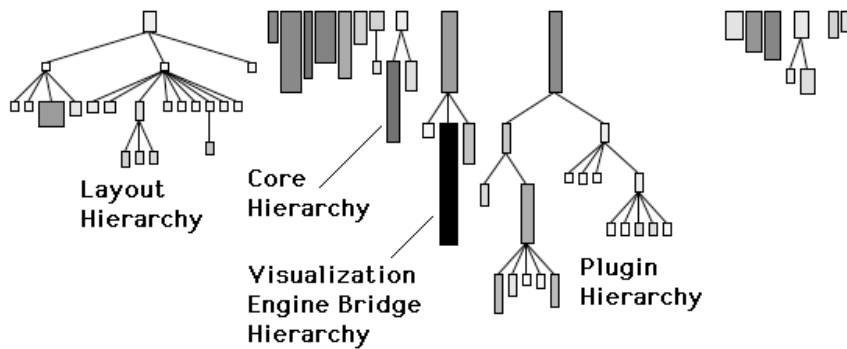 Layout
Hierarchy
Core
Hierarchy
Visualization
Engine Bridge
Hierarchy
Plugin
Hierarchy